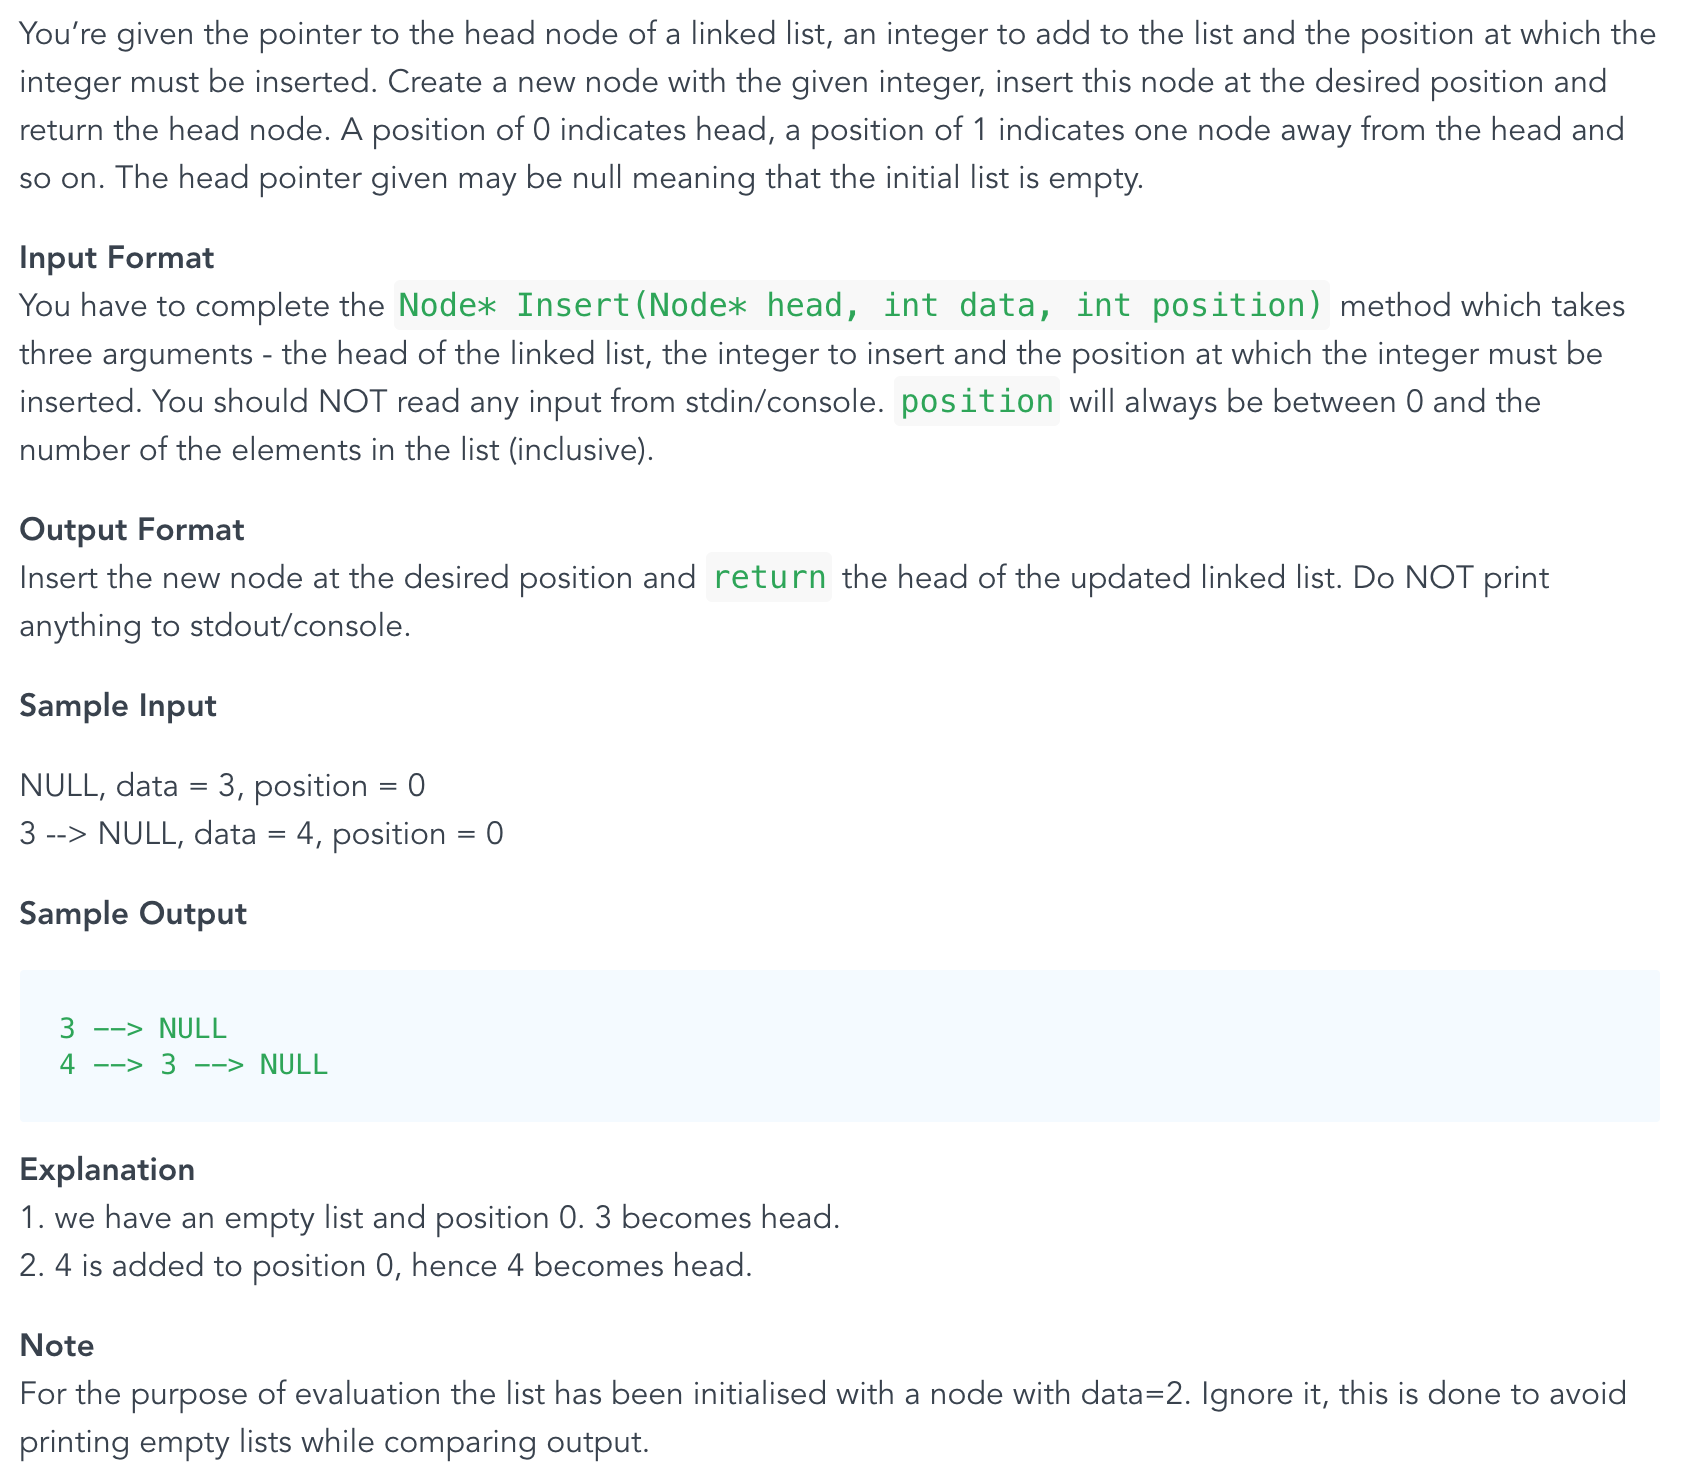 You’re given the pointer to the head node of a linked list, an integer to add to the list and the position at which the
integer must be inserted. Create a new node with the given integer, insert this node at the desired position and
return the head node. A position of 0 indicates head, a position of 1 indicates one node away from the head and
so on. The head pointer given may be null meaning that the initial list is empty.
Input Format
You have to complete the Node* Insert(Node* head, int data, int position) method which takes
three arguments - the head of the linked list, the integer to insert and the position at which the integer must be
inserted. You should NOT read any input from stdin/console. position will always be between 0 and the
number of the elements in the list (inclusive).
Output Format
Insert the new node at the desired position and return the head of the updated linked list. Do NOT print
anything to stdout/console.
Sample Input
NULL, data = 3, position = 0
3 --> NULL, data = 4, position = 0
Sample Output
3 --> NULL
4 --> 3 --> NULL
Explanation
1. we have an empty list and position 0. 3 becomes head.
2. 4 is added to position 0, hence 4 becomes head.
Note
For the purpose of evaluation the list has been initialised with a node with data=2. Ignore it, this is done to avoid
printing empty lists while comparing output.